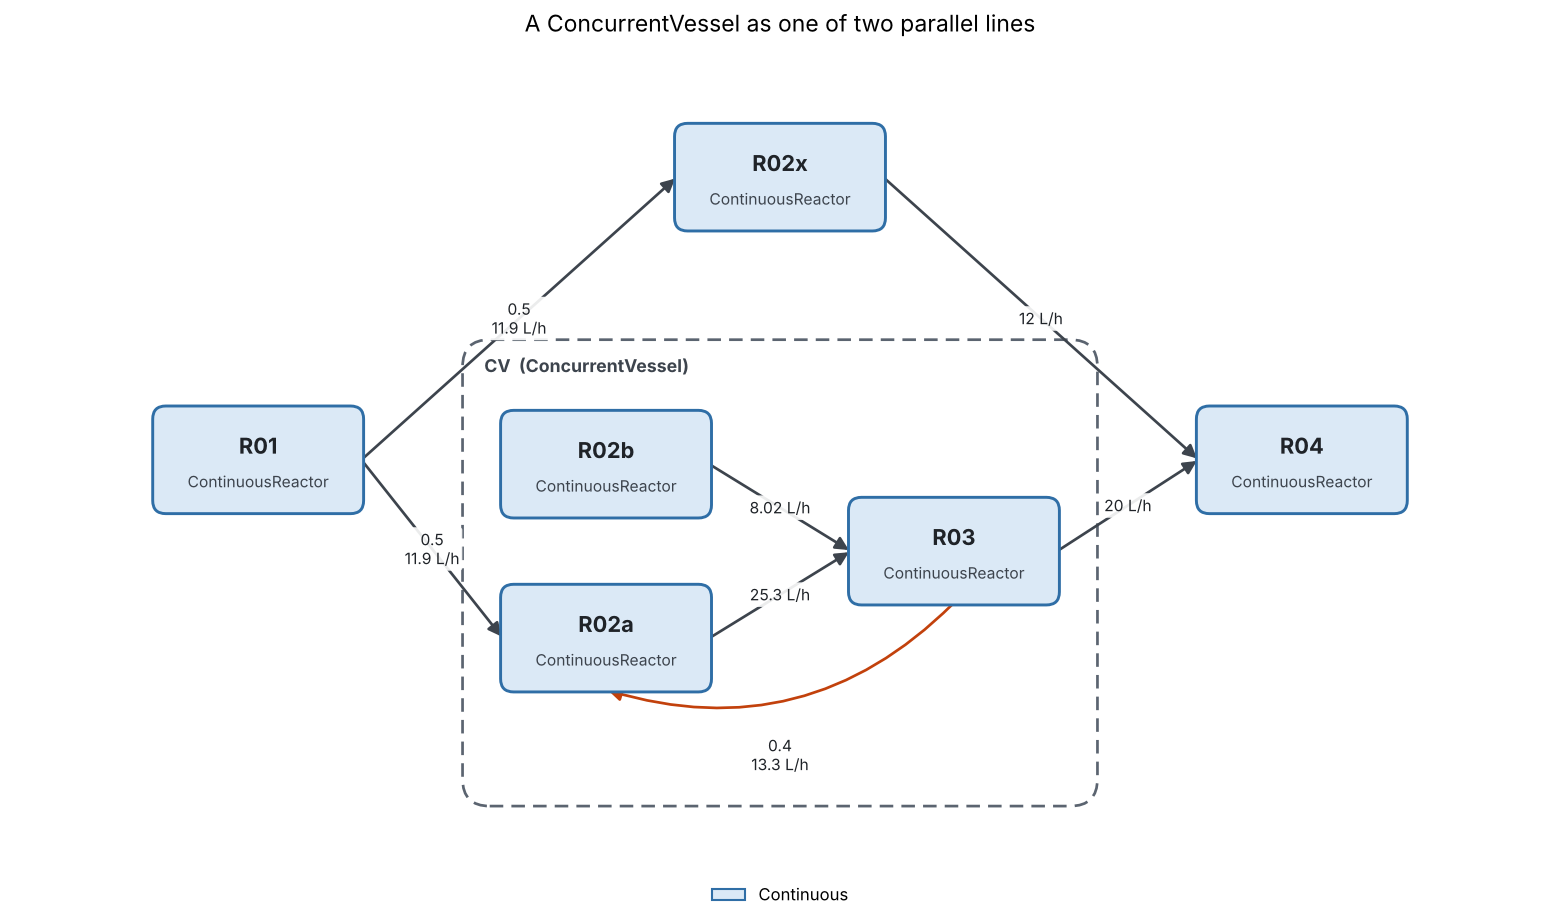 A ConcurrentVessel as one of two parallel lines
R02x
ContinuousReactor
0.5
11.9 L/h
12 L/h
CV (ConcurrentVessel)
R01
ContinuousReactor
R02b
ContinuousReactor
R04
ContinuousReactor
8.02 L/h
20 L/h
R03
ContinuousReactor
0.5
11.9 L/h
25.3 L/h
R02a
ContinuousReactor
0.4
13.3 L/h
Continuous